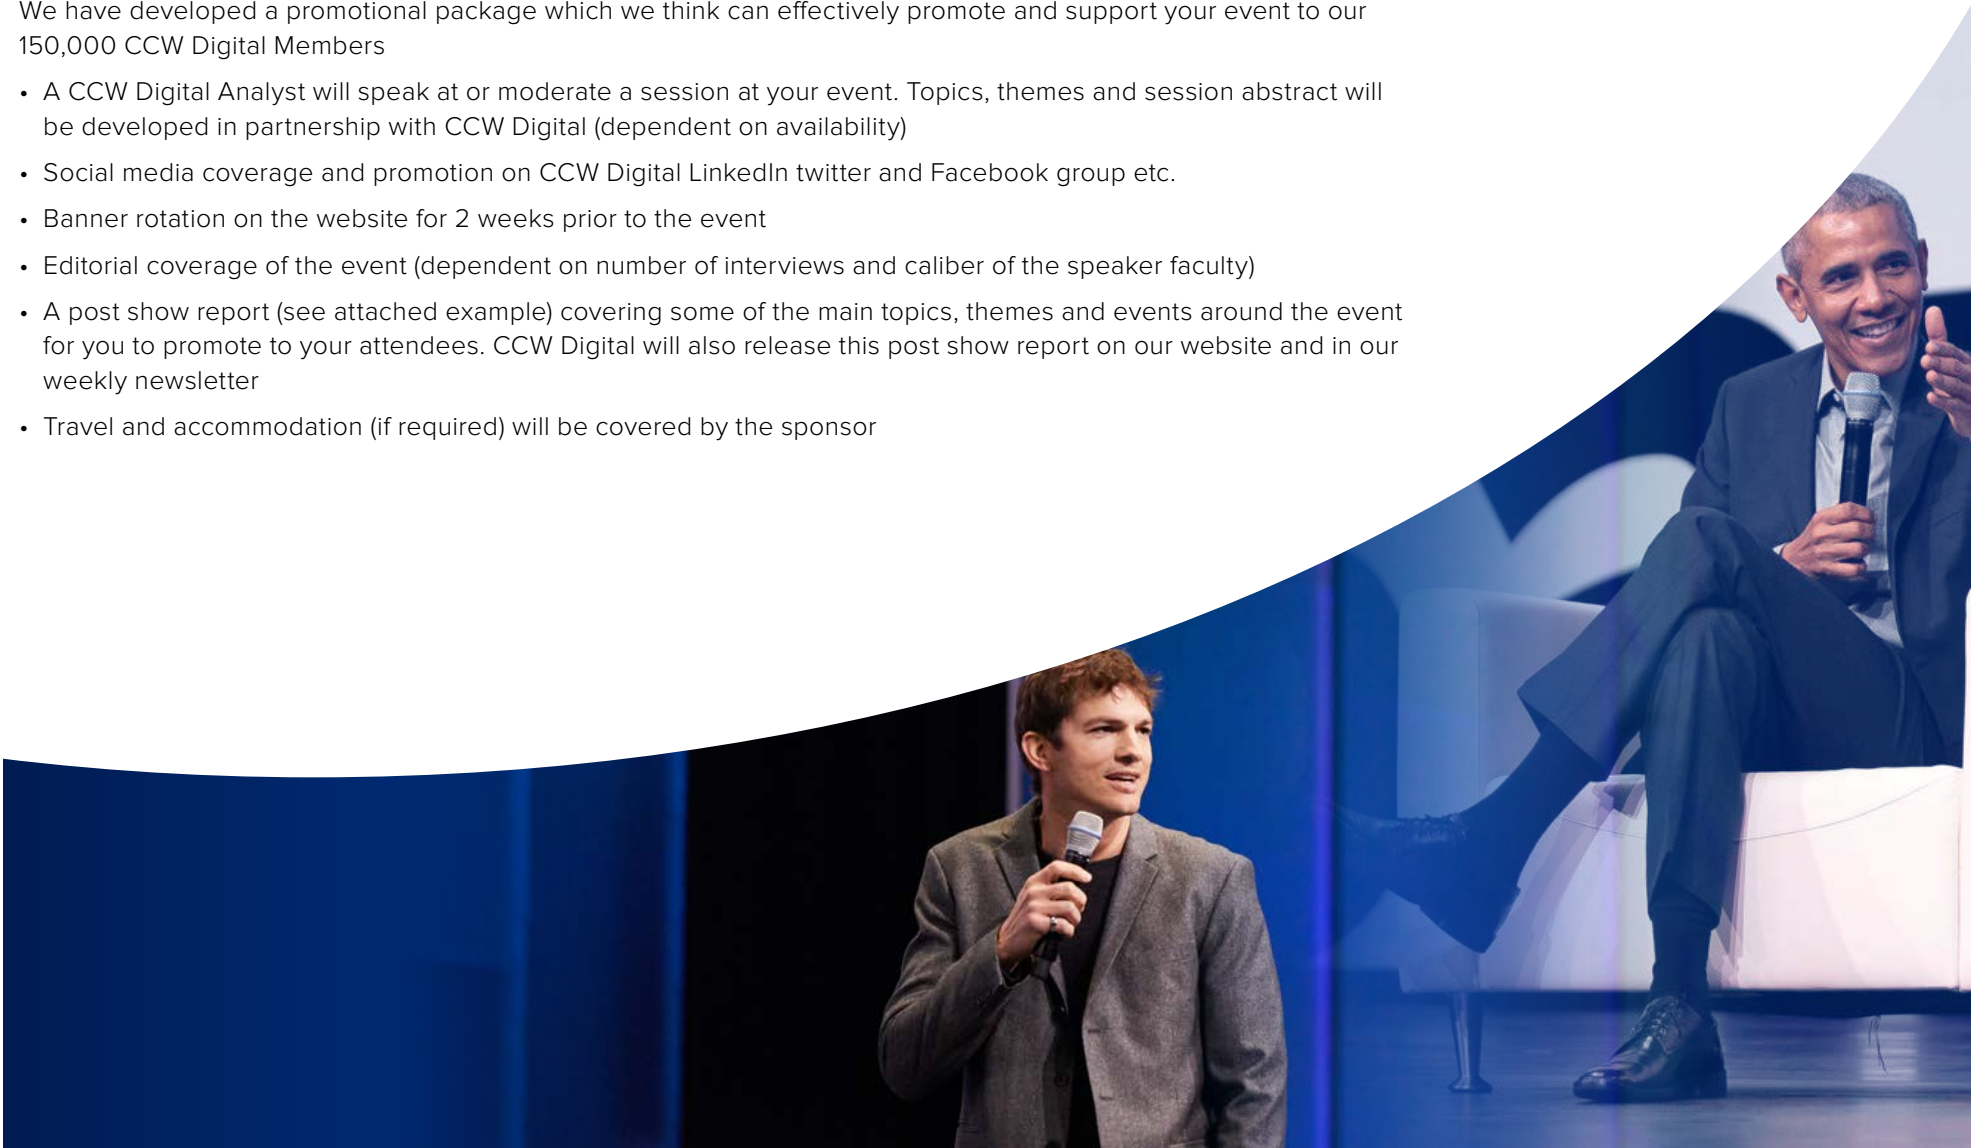 We have developed a promotional package which we think can effectively promote and support your event to our
150,000 CCW Digital Members
• A CCW Digital Analyst will speak at or moderate a session at your event. Topics, themes and session abstract will
be developed in partnership with CCW Digital (dependent on availability)
• Social media coverage and promotion on CCW Digital LinkedIn twitter and Facebook group etc.
• Banner rotation on the website for 2 weeks prior to the event
• Editorial coverage of the event (dependent on number of interviews and caliber of the speaker faculty)
• A post show report (see attached example) covering some of the main topics, themes and events around the event
for you to promote to your attendees. CCW Digital will also release this post show report on our website and in our
weekly newsletter
• Travel and accommodation (if required) will be covered by the sponsor